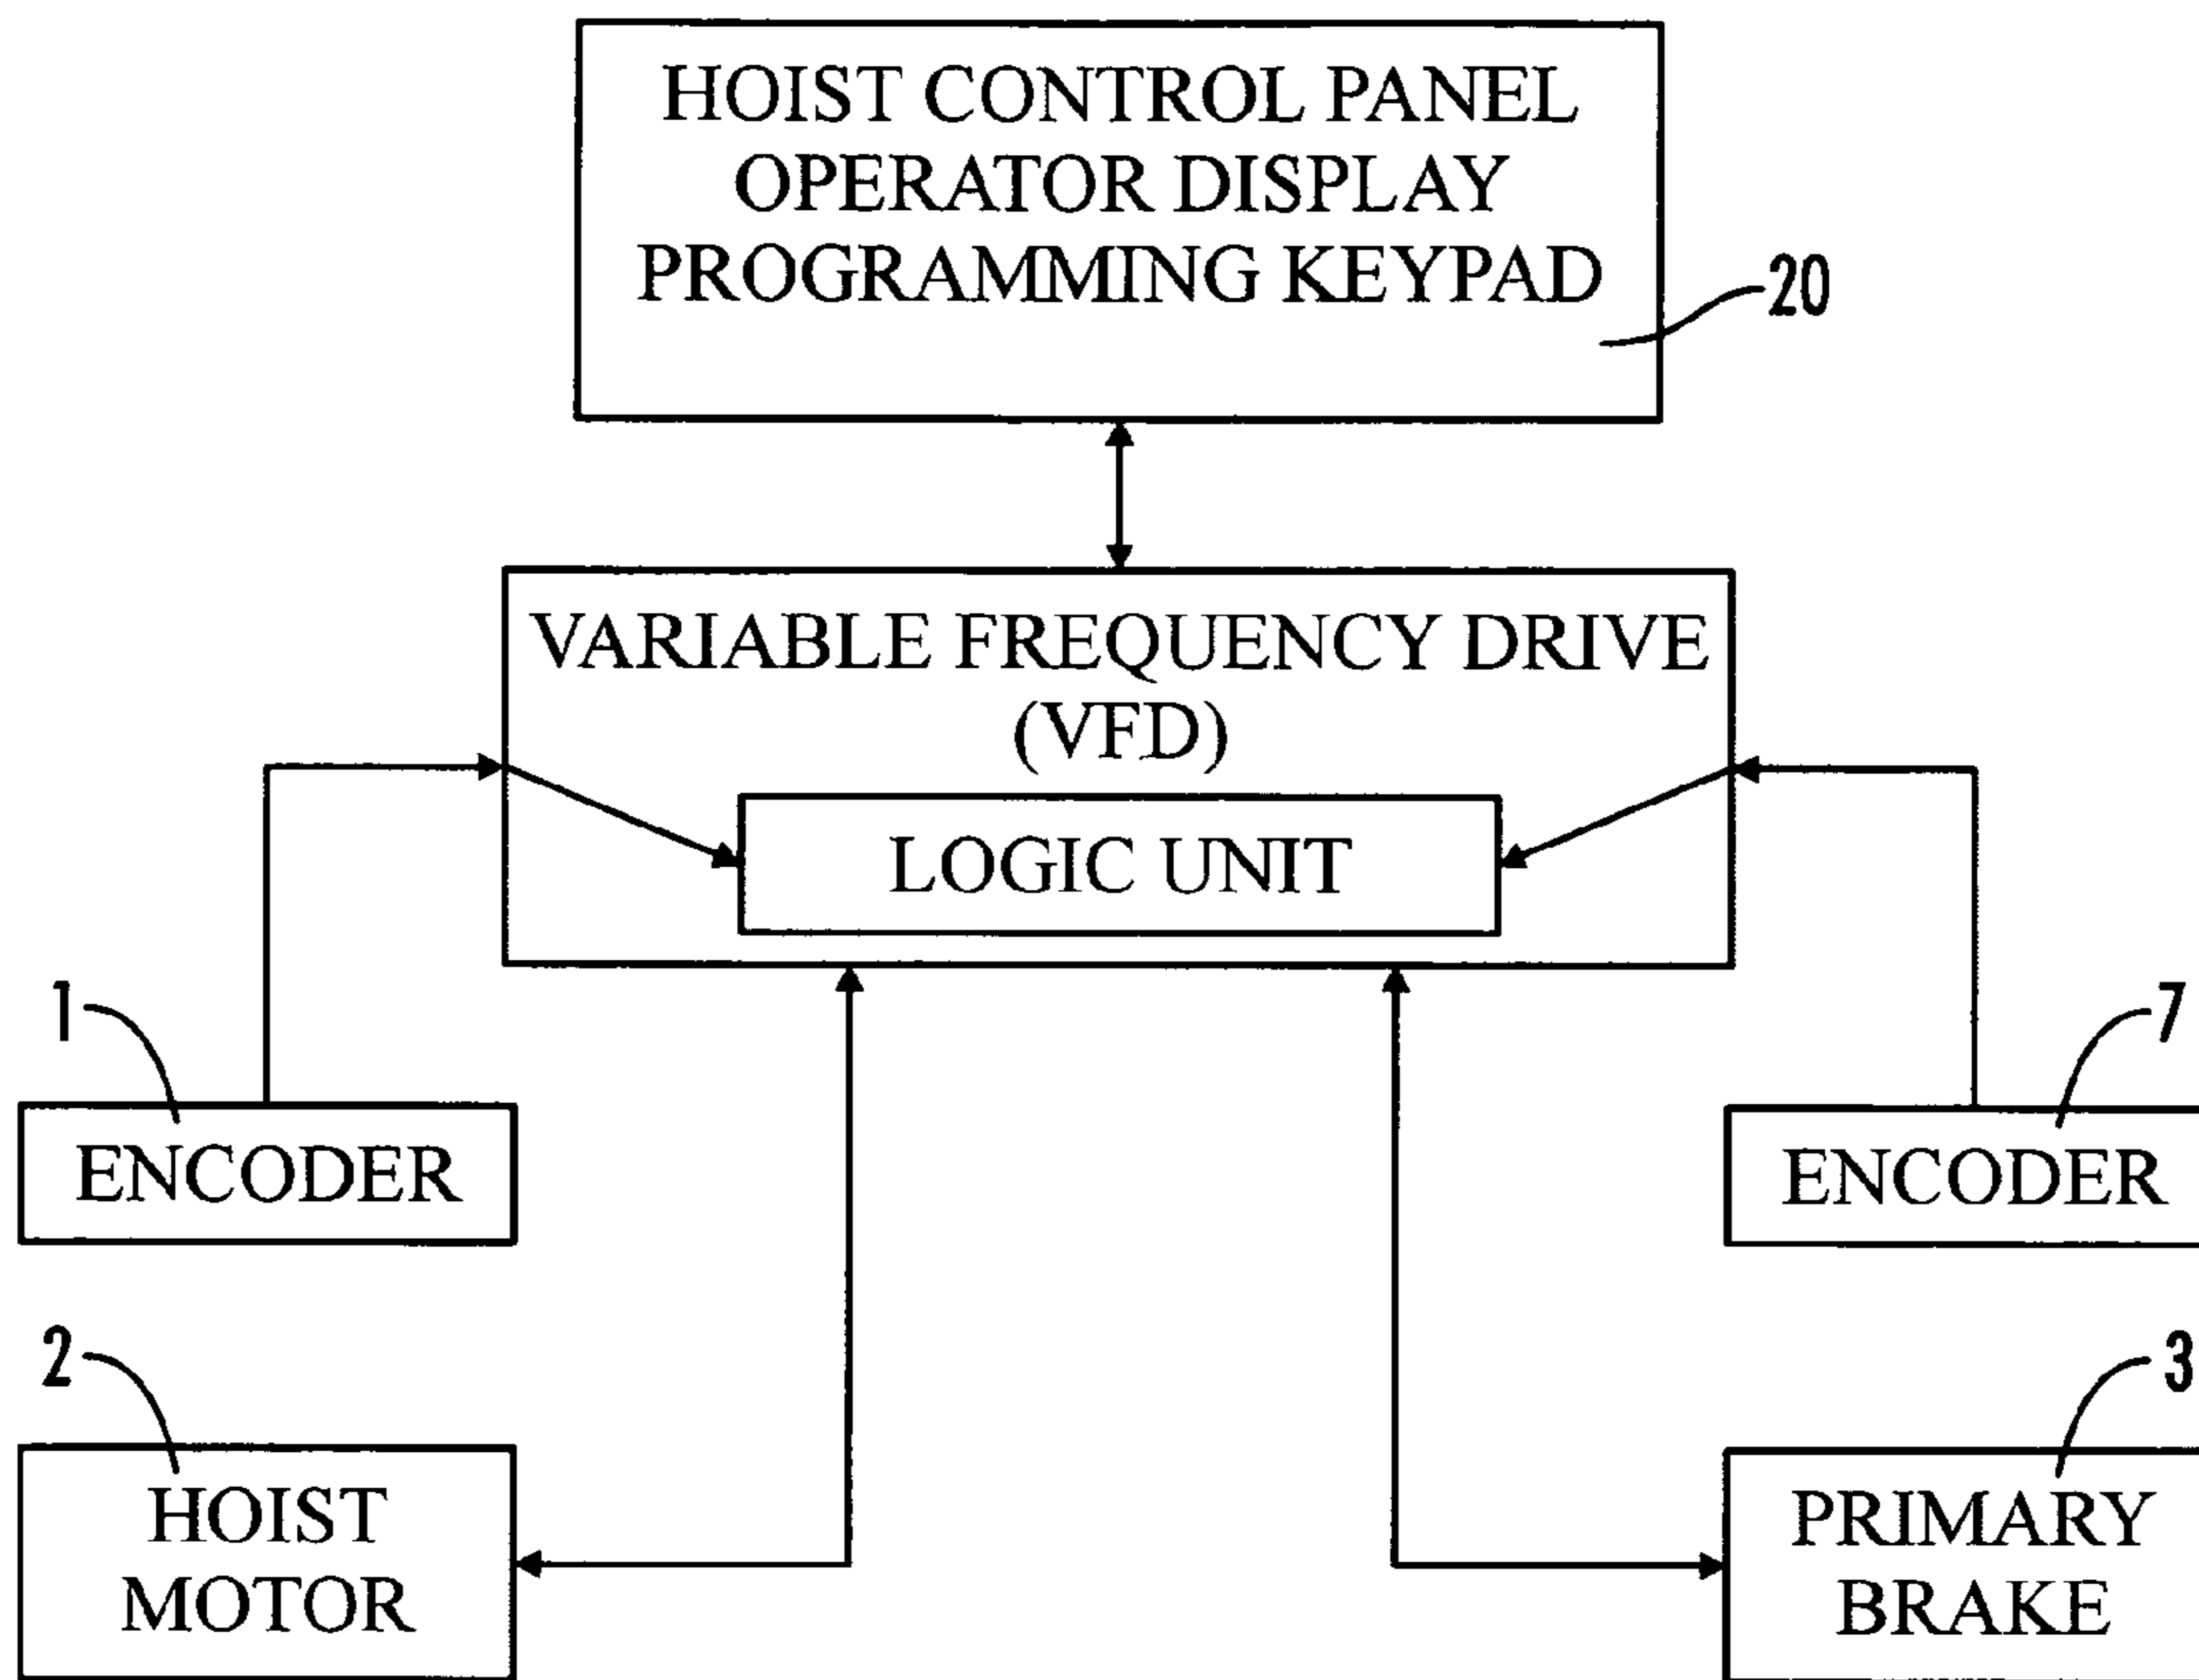 HOIST CONTROL PANEL
OPERATOR DISPLAY
PROGRAMMING KEYPAD
20
VARIABLE FREQUENCY DRIVE
(VFD)
LOGIC UNIT
1
ENCODER
7
ENCODER
2
HOIST
MOTOR
3
PRIMARY
BRAKE